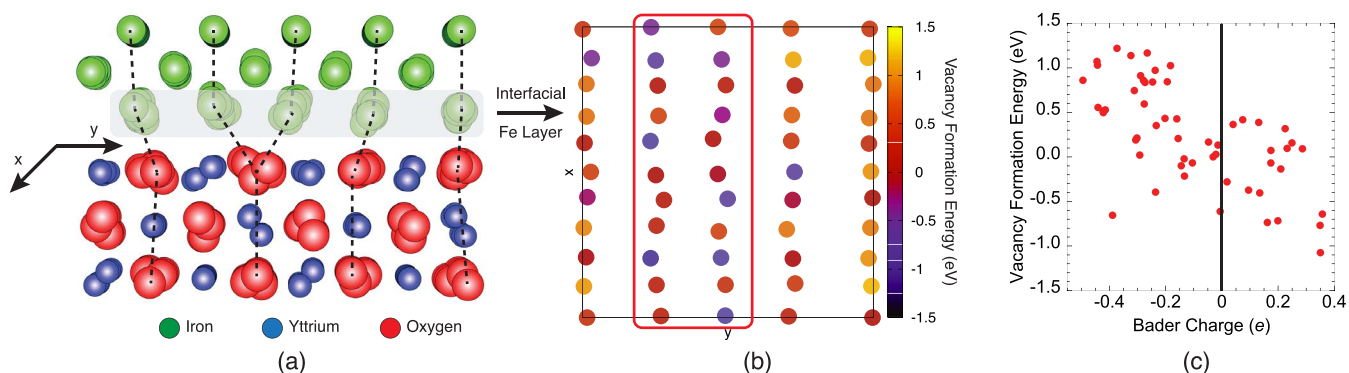 y
x
Iron
Yttrium
Oxygen
(a)
Interfacial
Fe Layer
x
y
1.5
1
0.5
0
-0.5
-1
-1.5
Vacancy Formation Energy (eV)
(b)
Vacancy Formation Energy (eV)
1.5
1.0
0.5
0.0
-0.5
-1.0
-1.5
-0.4
-0.2
0
0.2
0.4
Bader Charge (e)
(c)